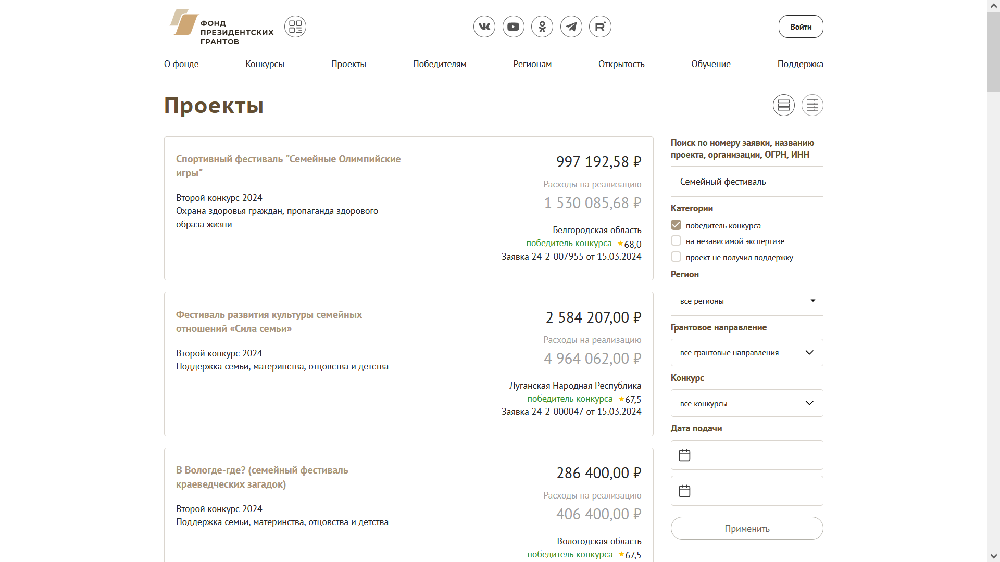 ФОНД
ПРЕЗИДЕНТСКИХ
ГРАНТОВ
Войти
О фонде
Конкурсы
Проекты
Победителям
Регионам
Открытость
Обучение
Поддержка
Проекты
Спортивный фестиваль "Семейные Олимпийские
игры"
Второй конкурс 2024
Охрана здоровья граждан, пропаганда здорового
образа жизни
997 192,58 ₽
Расходы на реализацию
1 530 085,68 ₽
Белгородская область
победитель конкурса ★68,0
Заявка 24-2-007955 от 15.03.2024
Фестиваль развития культуры семейных
отношений «Сила семьи»
Второй конкурс 2024
Поддержка семьи, материнства, отцовства и детства
2 584 207,00 ₽
Расходы на реализацию
4 964 062,00 ₽
Луганская Народная Республика
победитель конкурса ★67,5
Заявка 24-2-000047 от 15.03.2024
В Вологде-где? (семейный фестиваль
краеведческих загадок)
Второй конкурс 2024
Поддержка семьи, материнства, отцовства и детства
286 400,00 ₽
Расходы на реализацию
406 400,00 ₽
Вологодская область
победитель конкурса ★67,5
Поиск по номеру заявки, названию
проекта, организации, ОГРН, ИНН
Семейный фестиваль
Категории
победитель конкурса
на независимой экспертизе
проект не получил поддержку
Регион
все регионы
Грантовое направление
все грантовые направления
Конкурс
все конкурсы
Дата подачи
Применить